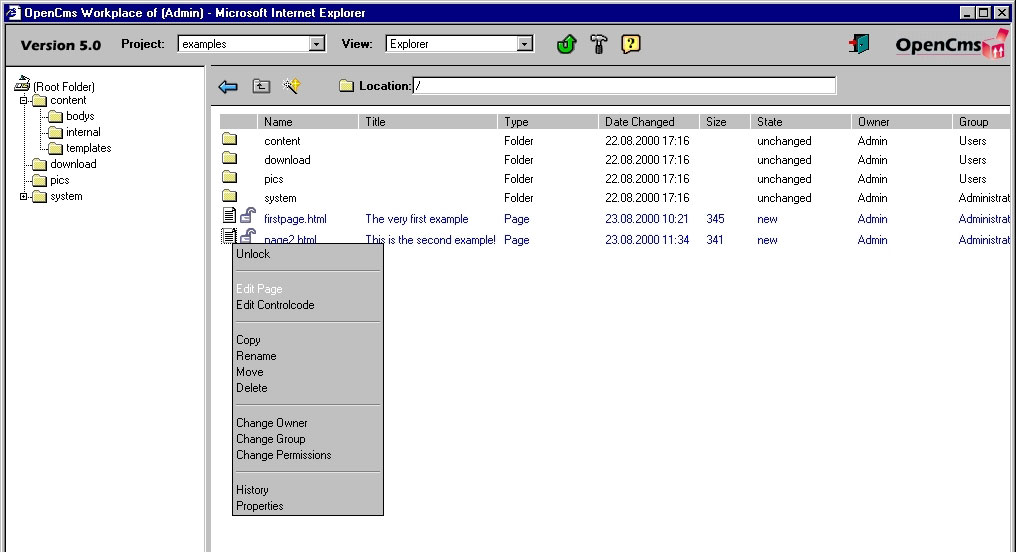 OpenCms Workplace of (Admin) - Microsoft Internet Explorer
Version 5.0 Project: examples View: Explorer OpenCms
(Root Folder)
content
bodys
internal
templates
download
pics
system
Location: /
Name Title Type Date Changed Size State Owner Group
content Folder 22.08.2000 17:16 unchanged Admin Users
download Folder 22.08.2000 17:16 unchanged Admin Users
pics Folder 22.08.2000 17:16 unchanged Admin Users
system Folder 22.08.2000 17:16 unchanged Admin Administrat
firstpage.html The very first example Page 23.08.2000 10:21 345 new Admin Administrat
page2.html This is the second example! Page 23.08.2000 11:34 341 new Admin Administrat
Unlock
Edit Page
Edit Controlcode
Copy
Rename
Move
Delete
Change Owner
Change Group
Change Permissions
History
Properties